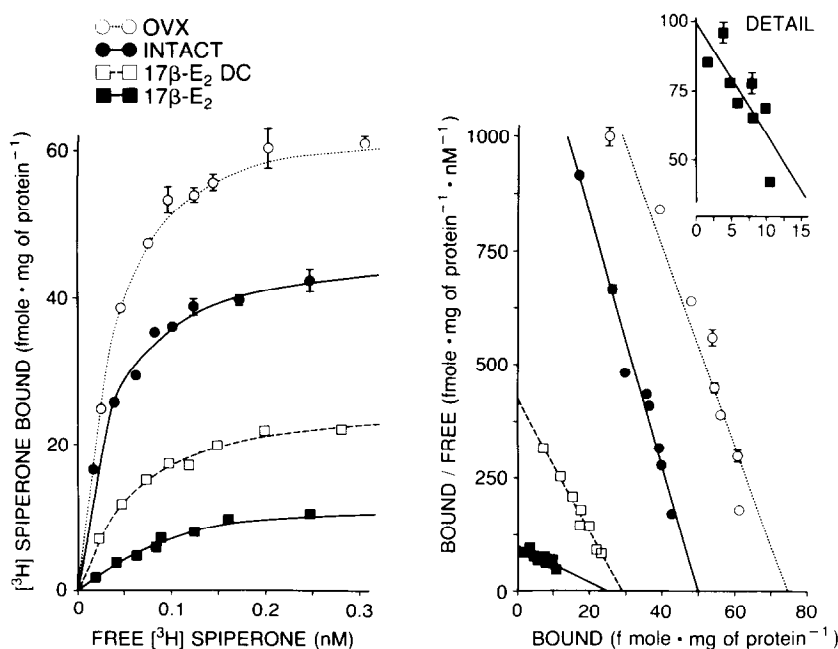 OVX
INTACT
17β-E₂ DC
17β-E₂
[³H] SPIPERONE BOUND (fmole · mg of protein⁻¹)
60
40
20
0
0 0.1 0.2 0.3
FREE [³H] SPIPERONE (nM)
BOUND / FREE (fmole · mg of protein⁻¹ · nM⁻¹)
1000
750
500
250
0
0 20 40 60 80
BOUND (f mole · mg of protein⁻¹)
DETAIL
100
75
50
0 5 10 15